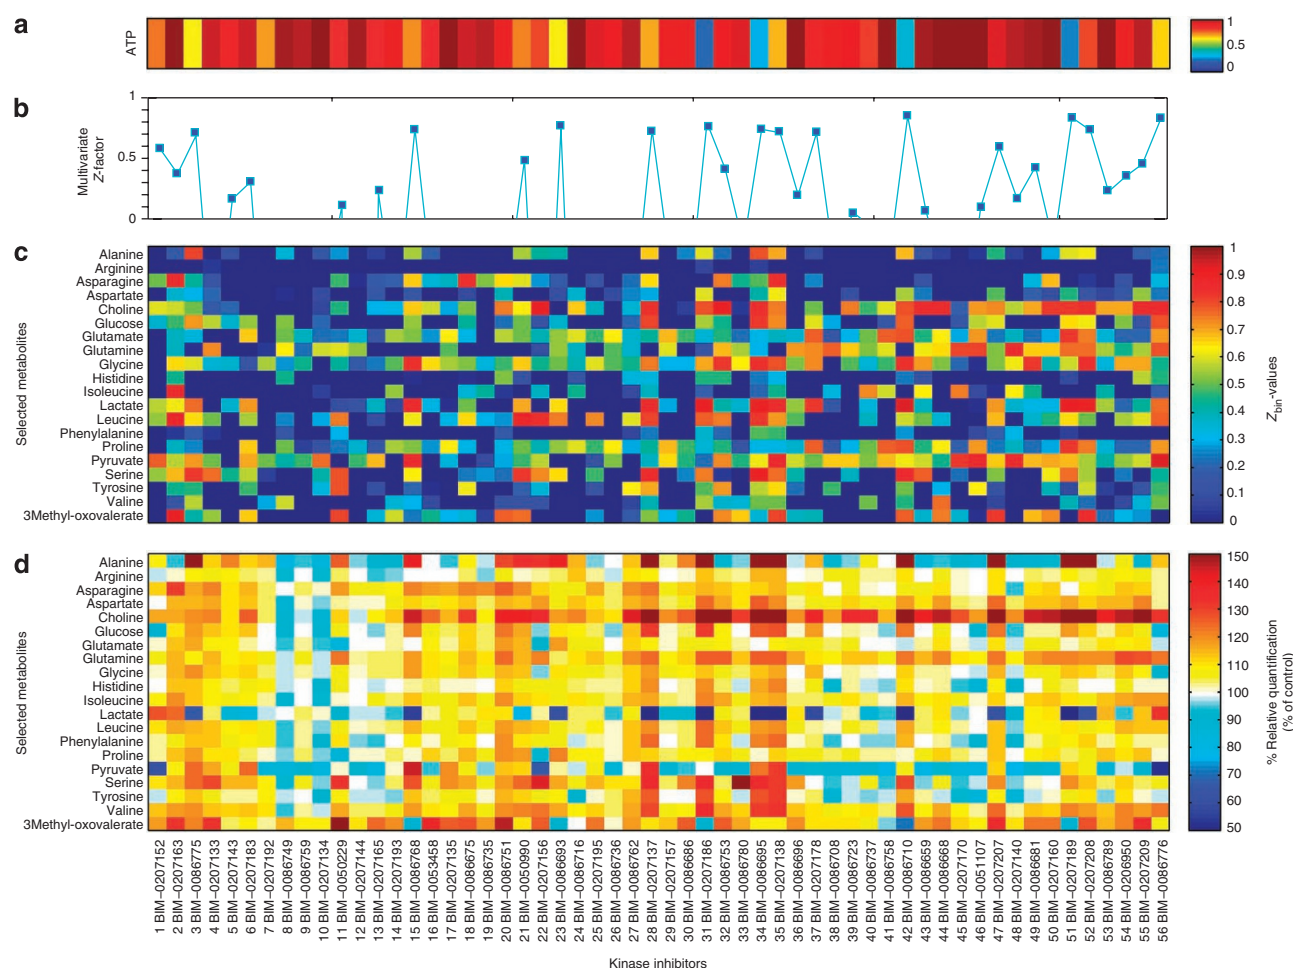 a
ATP
1
0.5
0
b
Multivariate
Z-factor
1
0.5
0
c
Selected metabolites
Alanine
Arginine
Asparagine
Aspartate
Choline
Glucose
Glutamate
Glutamine
Glycine
Histidine
Isoleucine
Lactate
Leucine
Phenylalanine
Proline
Pyruvate
Serine
Tyrosine
Valine
3Methyl-oxovalerate
1
0.9
0.8
0.7
0.6
0.5
0.4
0.3
0.2
0.1
0
Zbin-values
d
Selected metabolites
Alanine
Arginine
Asparagine
Aspartate
Choline
Glucose
Glutamate
Glutamine
Glycine
Histidine
Isoleucine
Lactate
Leucine
Phenylalanine
Proline
Pyruvate
Serine
Tyrosine
Valine
3Methyl-oxovalerate
150
140
130
120
110
100
90
80
70
60
50
% Relative quantification
(% of control)
1 BIM–0207152
2 BIM–0207163
3 BIM–0086775
4 BIM–0207133
5 BIM–0207143
6 BIM–0207183
7 BIM–0207192
8 BIM–0086749
9 BIM–0086759
10 BIM–0207134
11 BIM–0050229
12 BIM–0207144
13 BIM–0207165
14 BIM–0207193
15 BIM–0086768
16 BIM–0053458
17 BIM–0207135
18 BIM–0086675
19 BIM–0086735
20 BIM–0086751
21 BIM–0050990
22 BIM–0207156
23 BIM–0086693
24 BIM–0086716
25 BIM–0207195
26 BIM–0086736
27 BIM–0086762
28 BIM–0207137
29 BIM–0207157
30 BIM–0086686
31 BIM–0207186
32 BIM–0086753
33 BIM–0086780
34 BIM–0086695
35 BIM–0207138
36 BIM–0086696
37 BIM–0207178
38 BIM–0086708
39 BIM–0086723
40 BIM–0086737
41 BIM–0086758
42 BIM–0086710
43 BIM–0086659
44 BIM–0086668
45 BIM–0207170
46 BIM–0051107
47 BIM–0207207
48 BIM–0207140
49 BIM–0086681
50 BIM–0207160
51 BIM–0207189
52 BIM–0207208
53 BIM–0086789
54 BIM–0206950
55 BIM–0207209
56 BIM–0086776
Kinase inhibitors